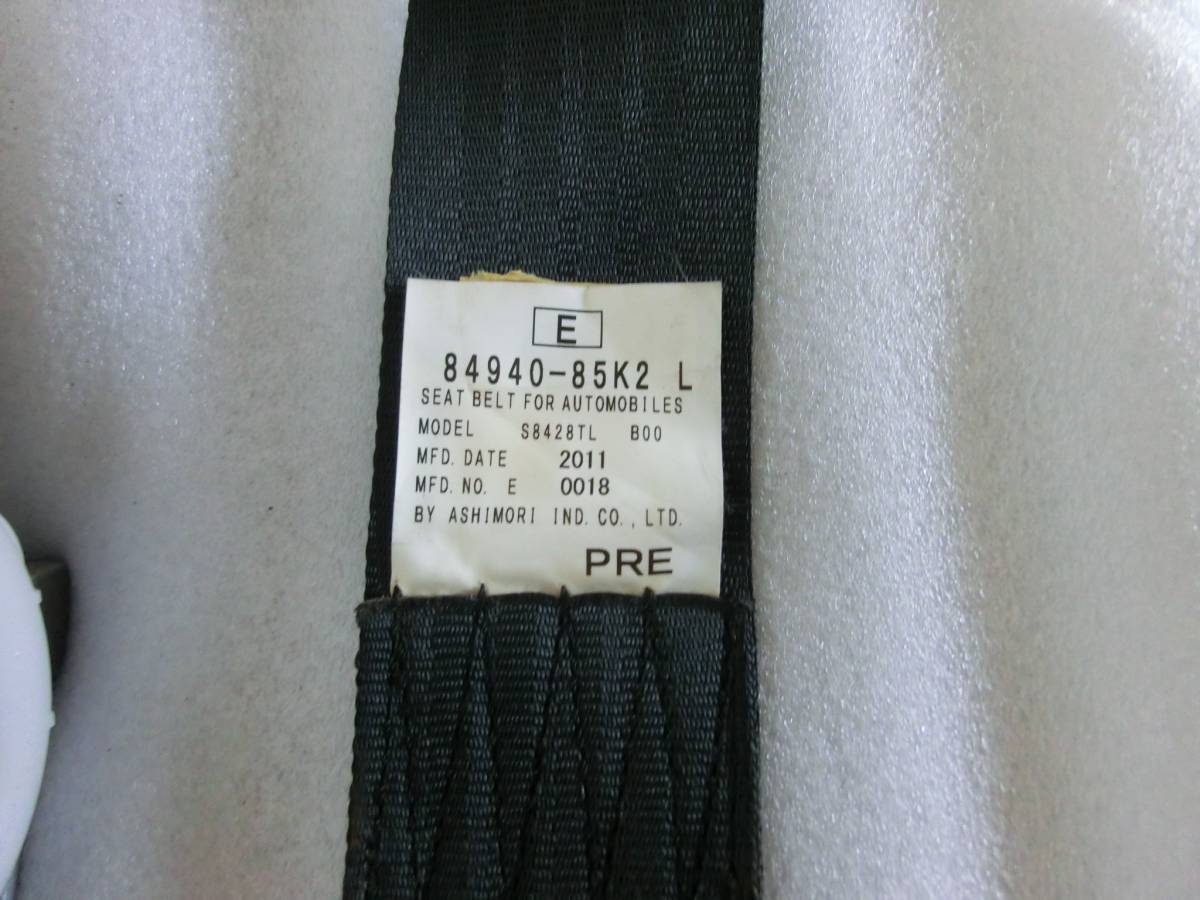 E
84940-85K2 L
SEAT BELT FOR AUTOMOBILES
MODEL S8428TL B00
MFD. DATE 2011
MFD. NO. E 0018
BY ASHIMORI IND. CO., LTD.
PRE